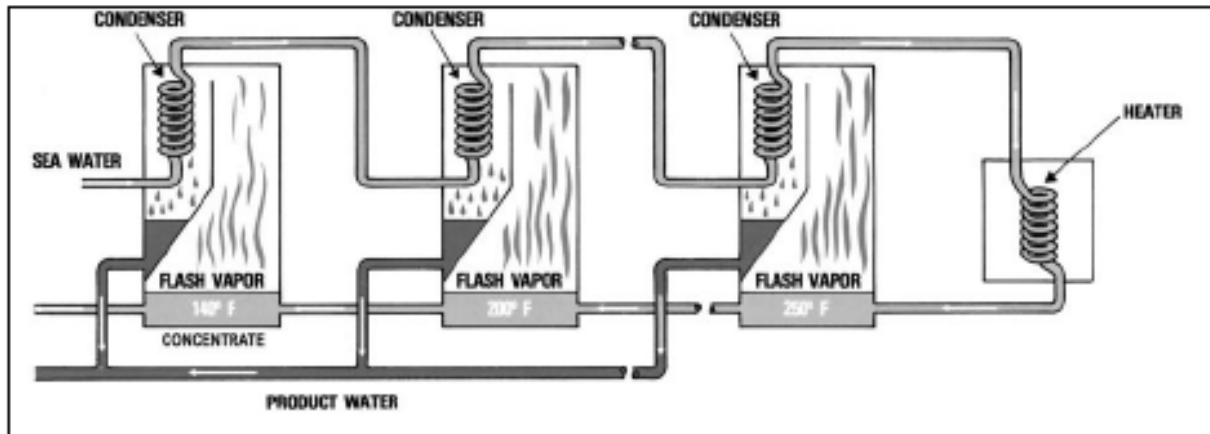 CONDENSER
CONDENSER
CONDENSER
HEATER
SEA WATER
FLASH VAPOR
FLASH VAPOR
FLASH VAPOR
140° F
200° F
250° F
CONCENTRATE
PRODUCT WATER